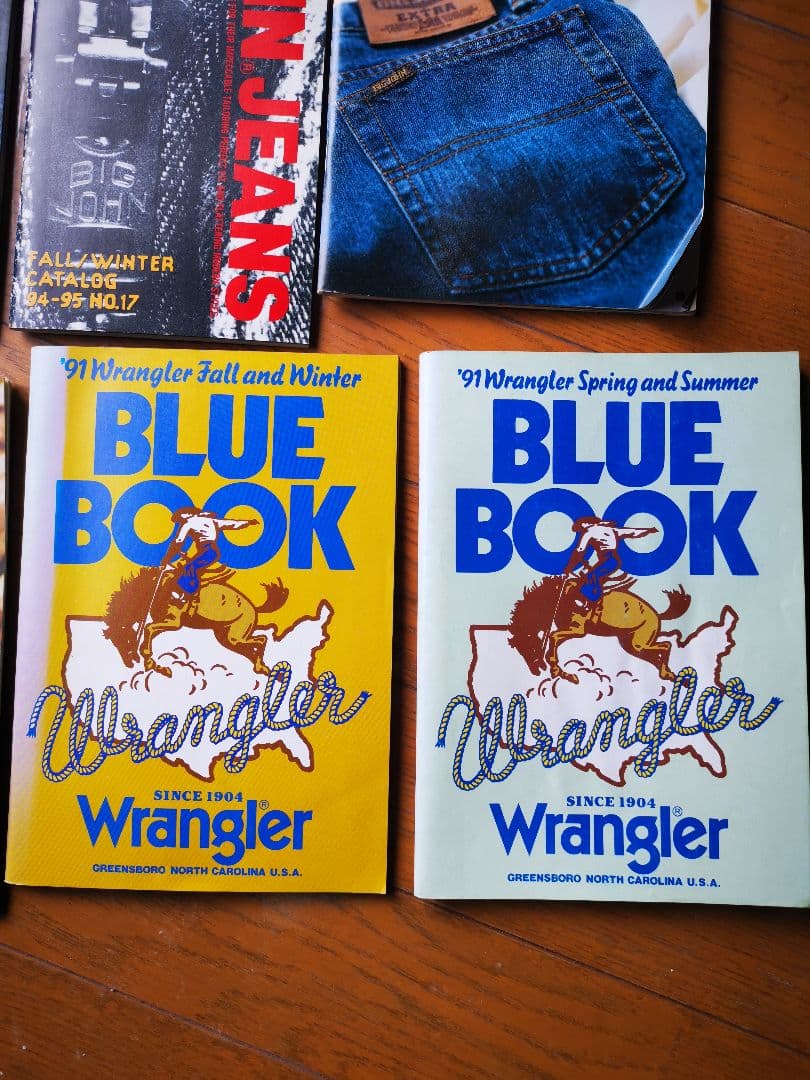 IN JEANS
BIG
JOHN
FALL/WINTER
CATALOG
94-95 NO.17
EXTRA
'91 Wrangler Fall and Winter
BLUE
BOOK
Wrangler
SINCE 1904
Wrangler®
GREENSBORO NORTH CAROLINA U.S.A.
'91 Wrangler Spring and Summer
BLUE
BOOK
Wrangler
SINCE 1904
Wrangler®
GREENSBORO NORTH CAROLINA U.S.A.